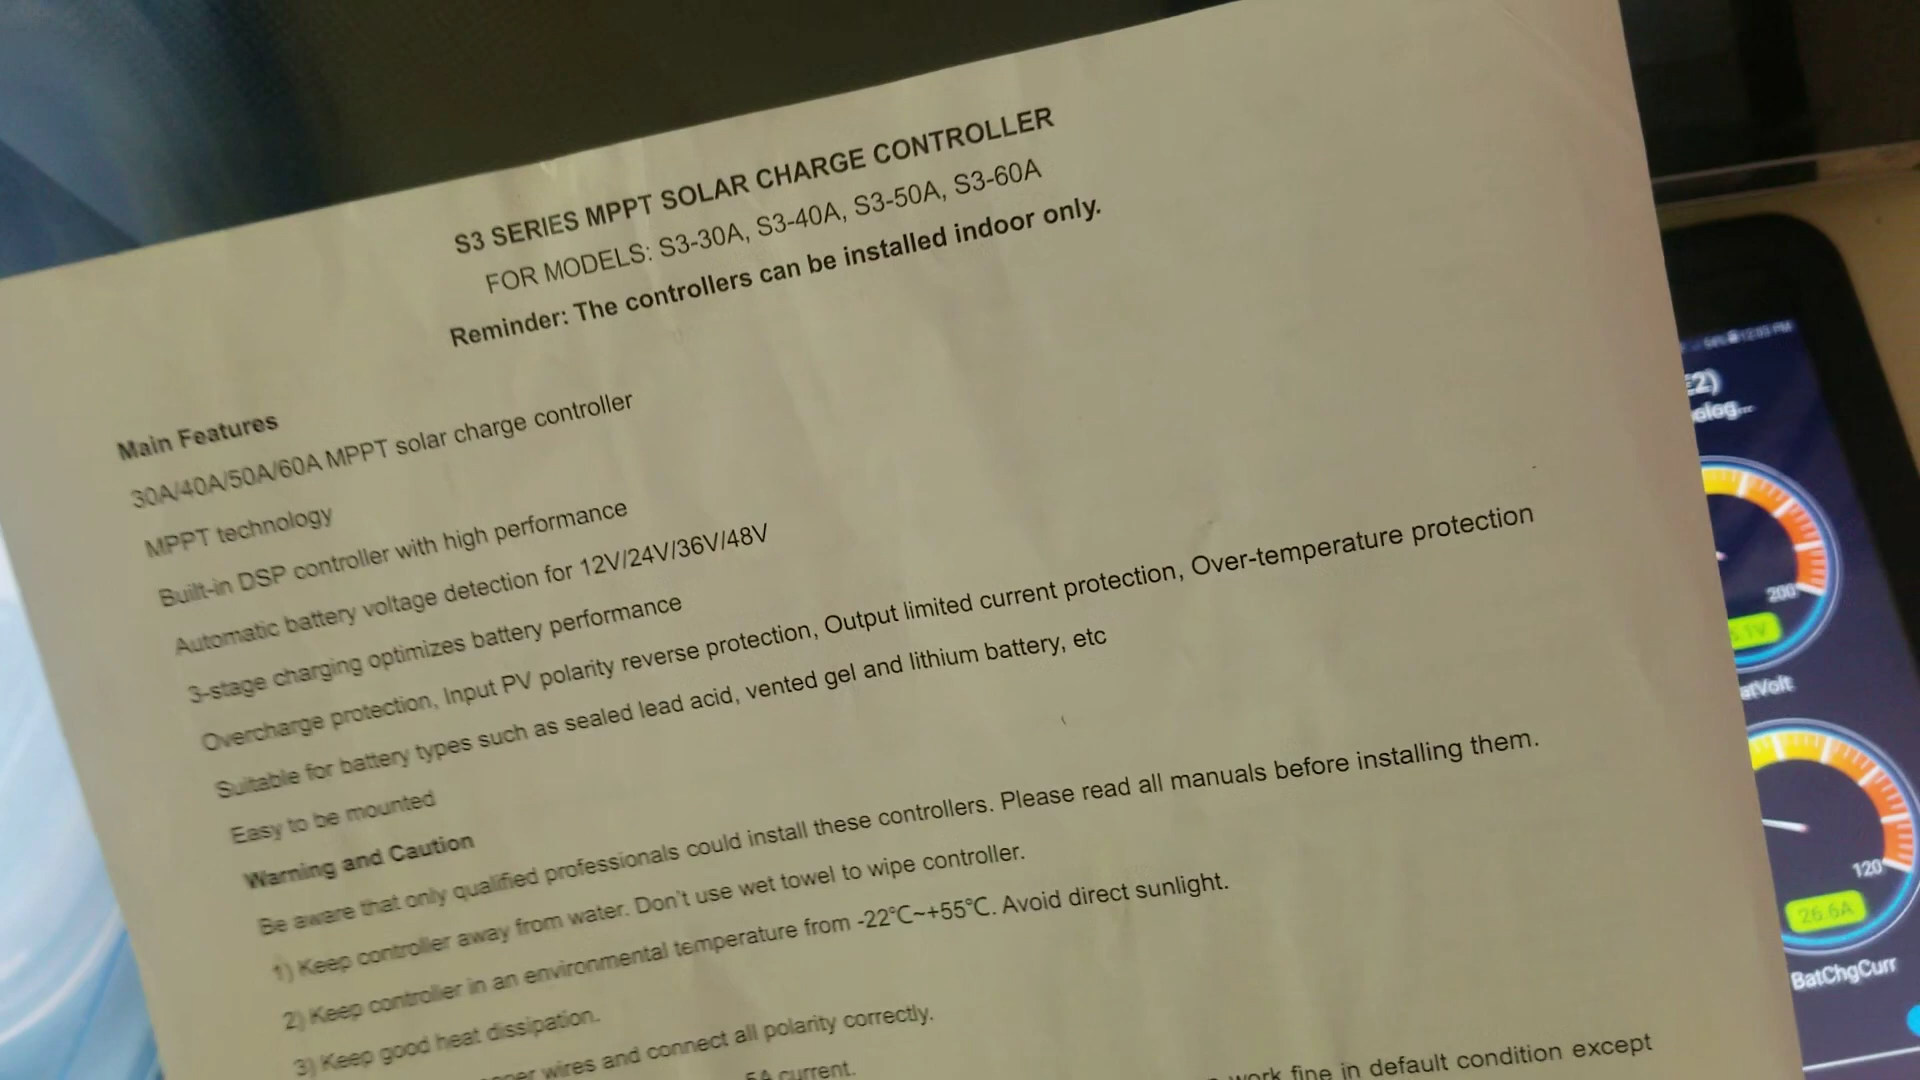 S3 SERIES MPPT SOLAR CHARGE CONTROLLER
FOR MODELS: S3-30A, S3-40A, S3-50A, S3-60A
Reminder: The controllers can be installed indoor only.
Main Features
30A/40A/50A/60A MPPT solar charge controller
MPPT technology
Built-in DSP controller with high performance
Automatic battery voltage detection for 12V/24V/36V/48V
3-stage charging optimizes battery performance
Overcharge protection, Input PV polarity reverse protection, Output limited current protection, Over-temperature protection
Suitable for battery types such as sealed lead acid, vented gel and lithium battery, etc
Easy to be mounted
Warning and Caution
Be aware that only qualified professionals could install these controllers. Please read all manuals before installing them.
1) Keep controller away from water. Don't use wet towel to wipe controller.
2) Keep controller in an environmental temperature from -22℃~+55℃. Avoid direct sunlight.
3) Keep good heat dissipation.
wires and connect all polarity correctly.
5A current.
work fine in default condition except
12:03 PM
200
120
26.6A
BatChgCurr